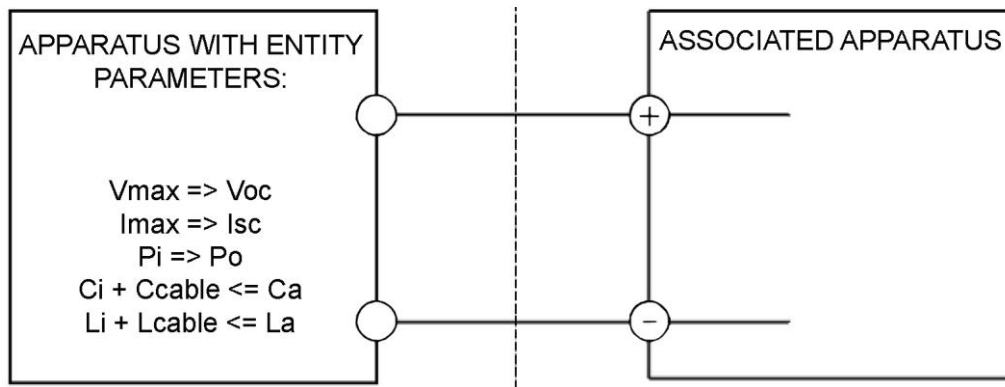 APPARATUS WITH ENTITY
PARAMETERS:
Vmax => Voc
Imax => Isc
Pi => Po
Ci + Ccable <= Ca
Li + Lcable <= La
ASSOCIATED APPARATUS
+
−